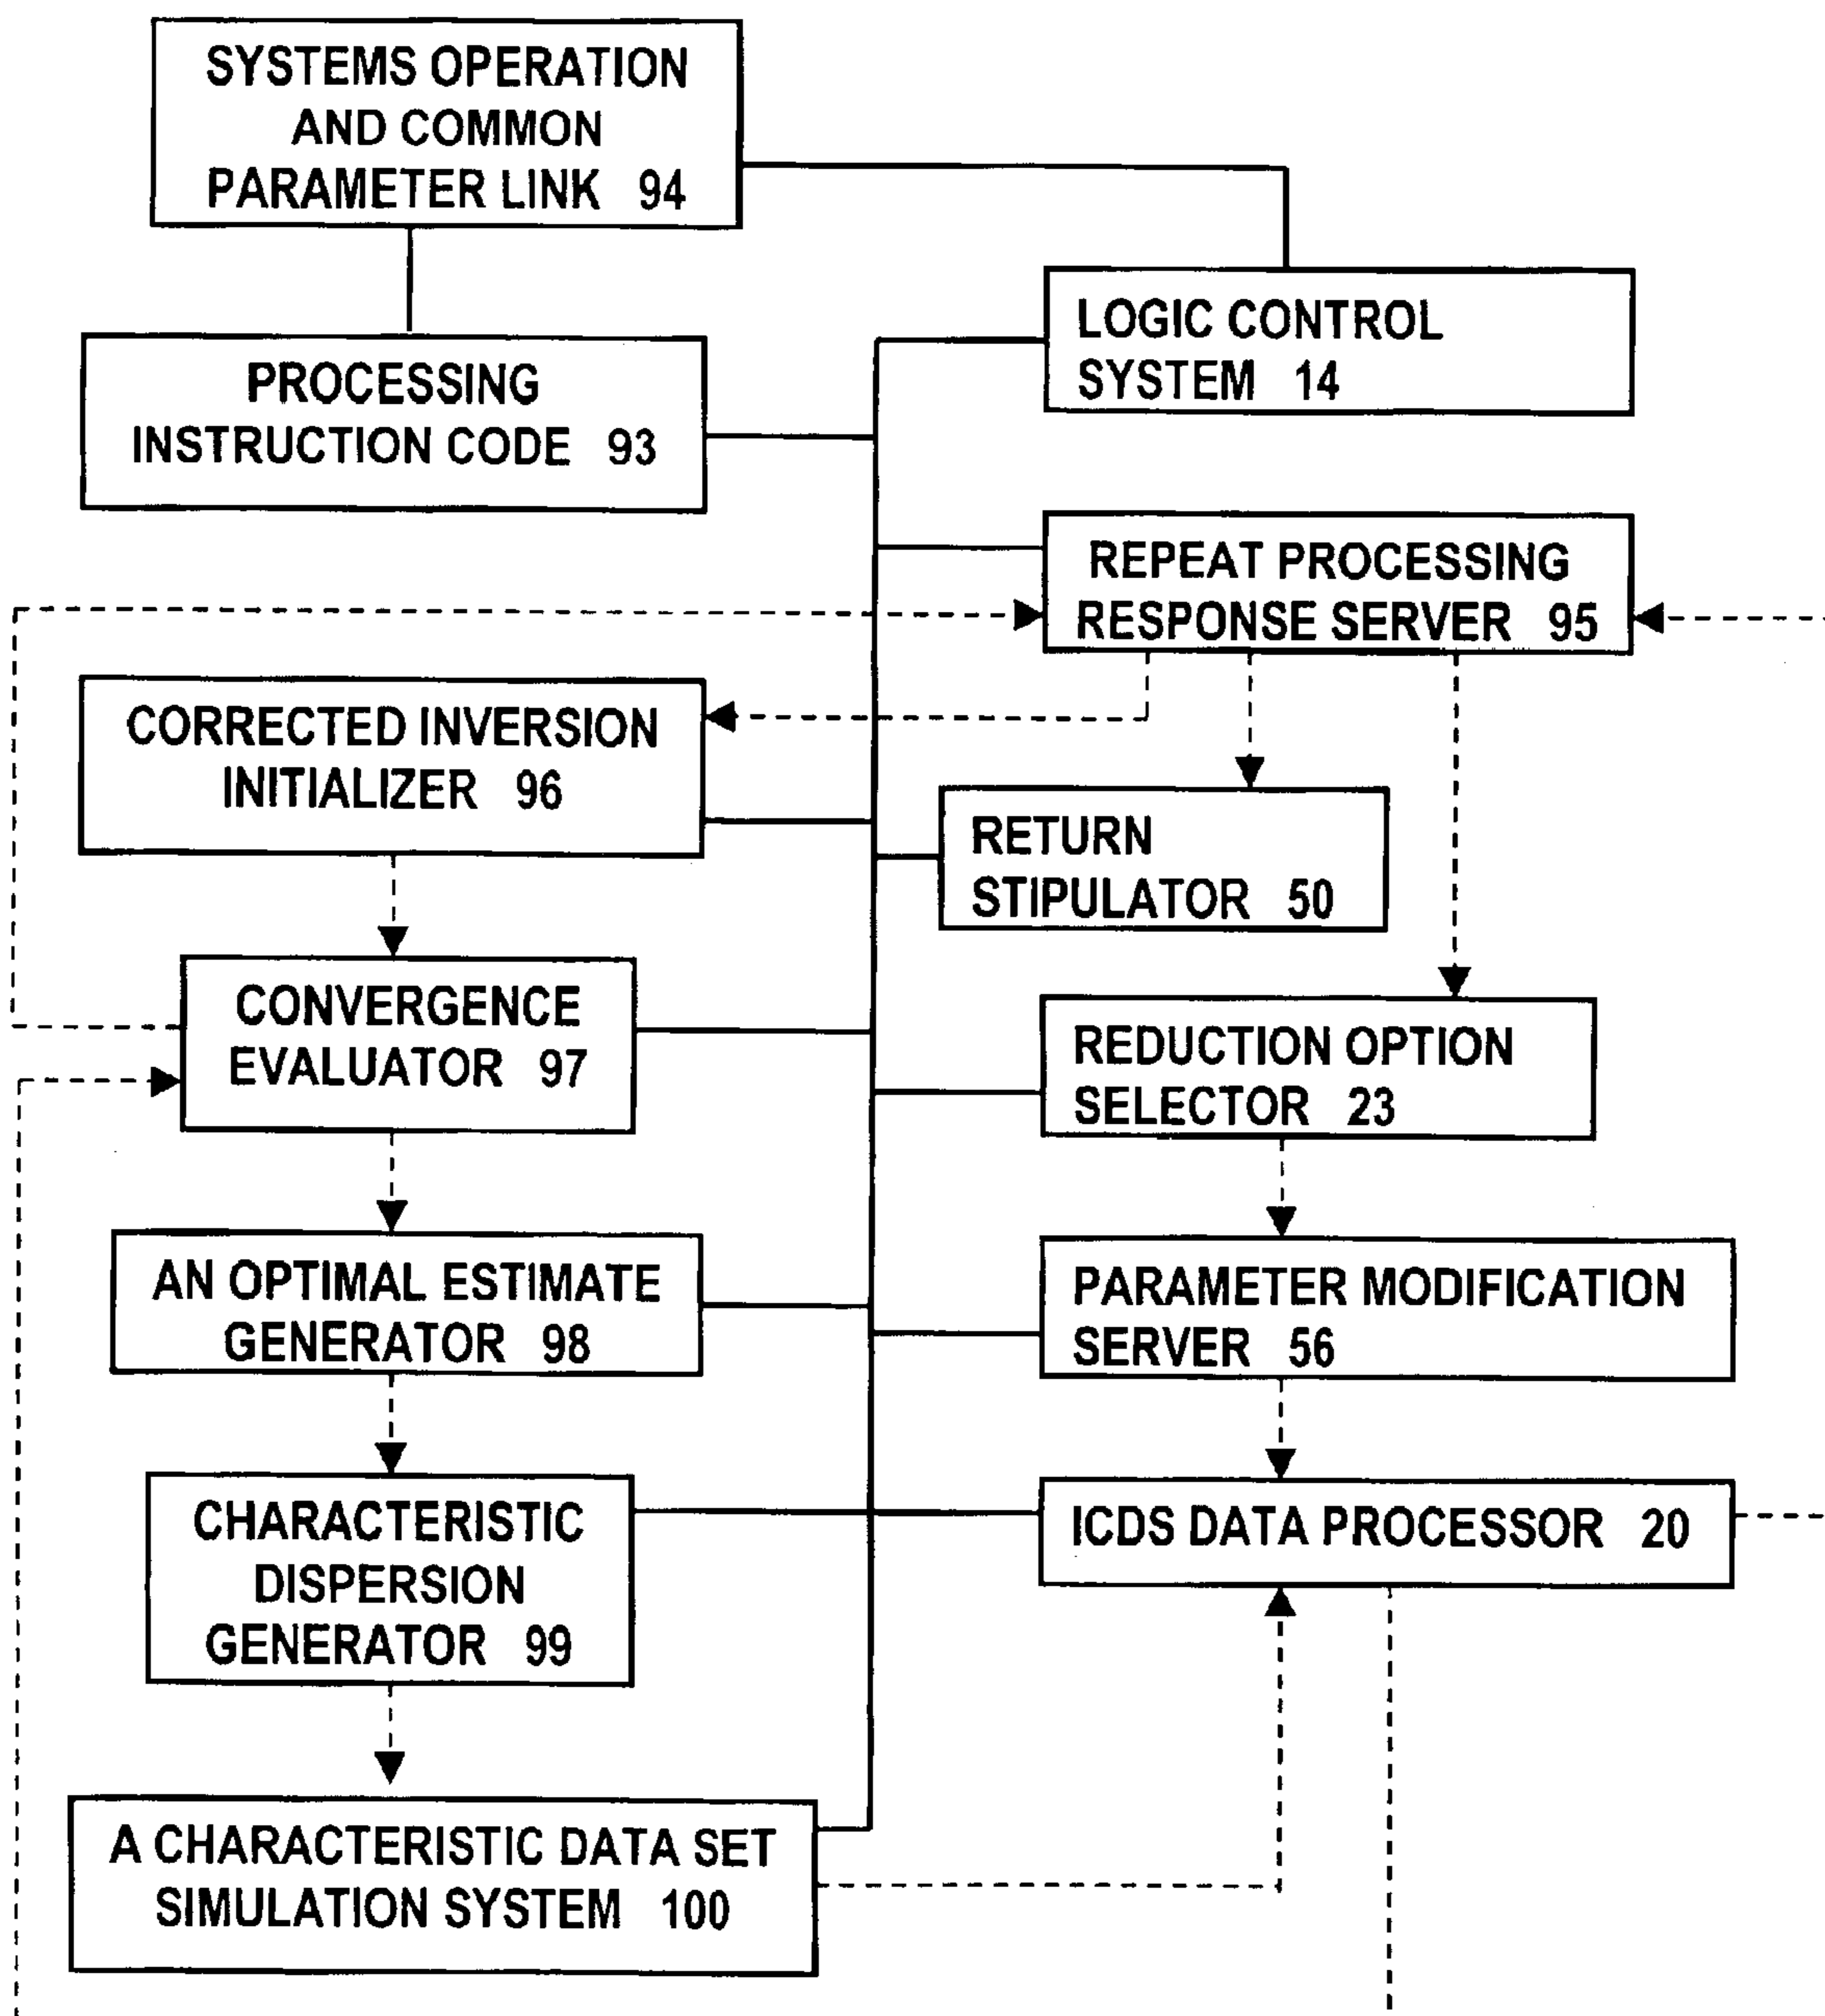 SYSTEMS OPERATION
AND COMMON
PARAMETER LINK 94
LOGIC CONTROL
SYSTEM 14
PROCESSING
INSTRUCTION CODE 93
REPEAT PROCESSING
RESPONSE SERVER 95
CORRECTED INVERSION
INITIALIZER 96
RETURN
STIPULATOR 50
CONVERGENCE
EVALUATOR 97
REDUCTION OPTION
SELECTOR 23
AN OPTIMAL ESTIMATE
GENERATOR 98
PARAMETER MODIFICATION
SERVER 56
CHARACTERISTIC
DISPERSION
GENERATOR 99
ICDS DATA PROCESSOR 20
A CHARACTERISTIC DATA SET
SIMULATION SYSTEM 100